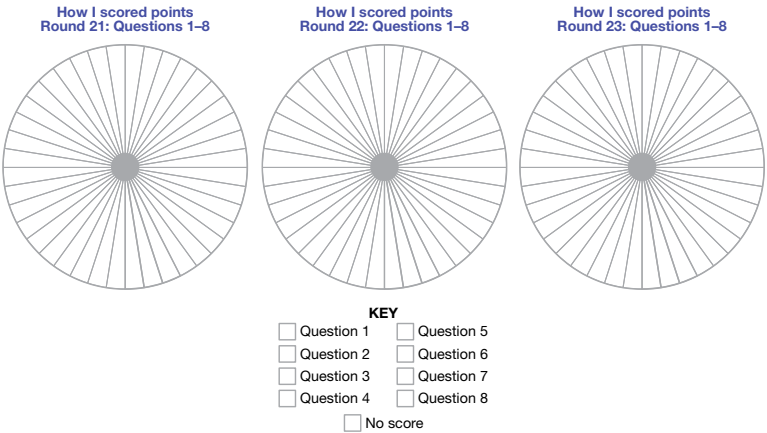 How I scored points
Round 21: Questions 1–8
How I scored points
Round 22: Questions 1–8
How I scored points
Round 23: Questions 1–8
KEY
Question 1
Question 5
Question 2
Question 6
Question 3
Question 7
Question 4
Question 8
No score